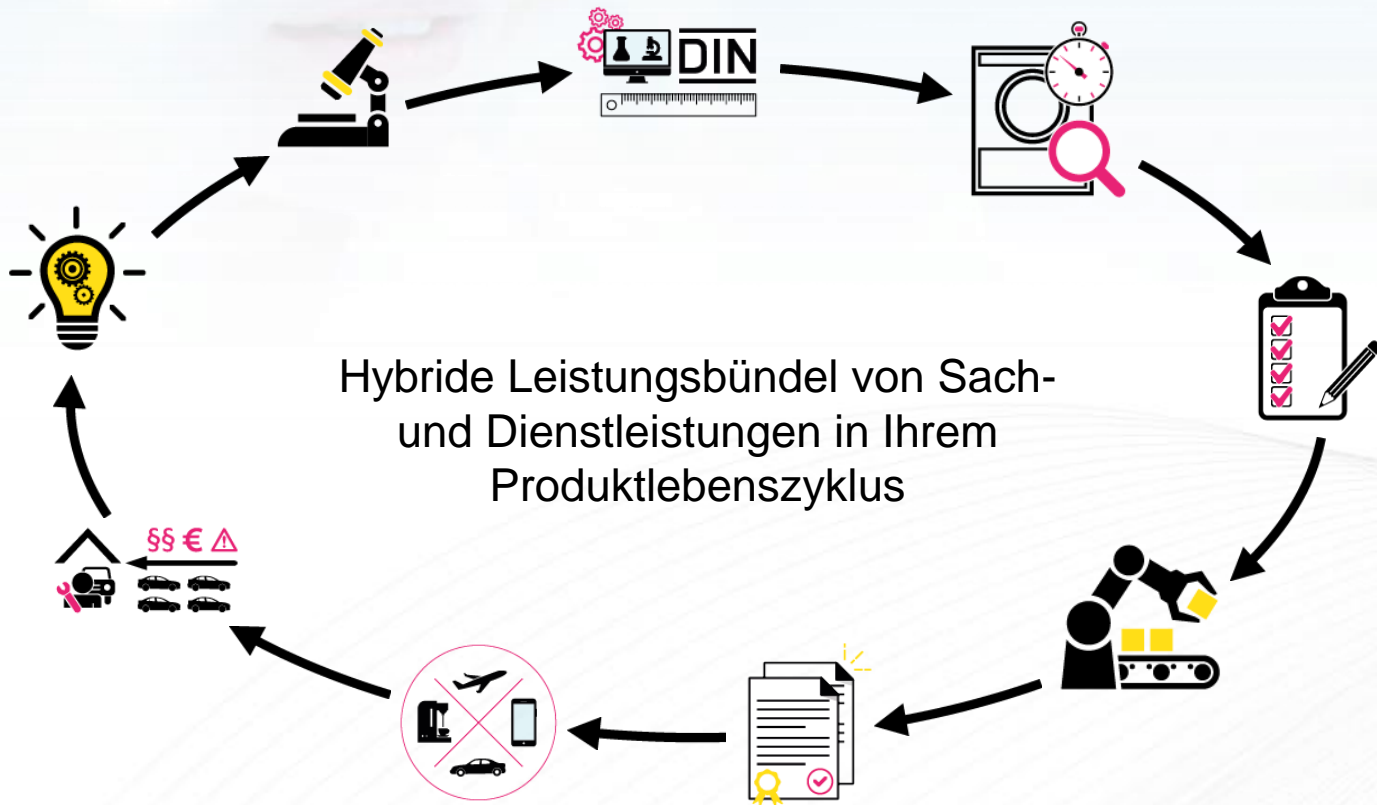 DIN
Hybride Leistungsbündel von Sach-
und Dienstleistungen in Ihrem
Produktlebenszyklus
§§ € ⚠